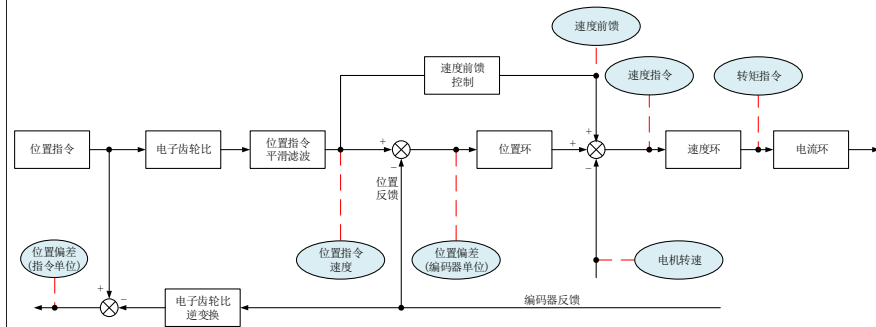 速度前馈
速度前馈
控制
速度指令
转矩指令
位置指令
电子齿轮比
位置指令
平滑滤波
+
−
位置
反馈
位置环
+
+
−
速度环
电流环
位置偏差
(指令单位)
位置指令
速度
位置偏差
(编码器单位)
电机转速
+
−
电子齿轮比
逆变换
编码器反馈